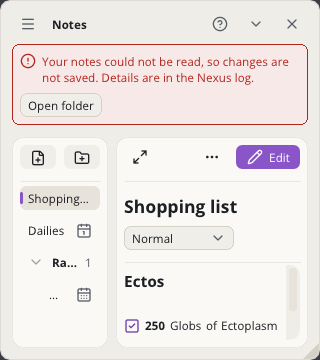 Notes
Your notes could not be read, so changes are
not saved. Details are in the Nexus log.
Open folder
Edit
Shopping...
Dailies
1
Ra... 1
...
Shopping list
Normal
Ectos
250 Globs of Ectoplasm